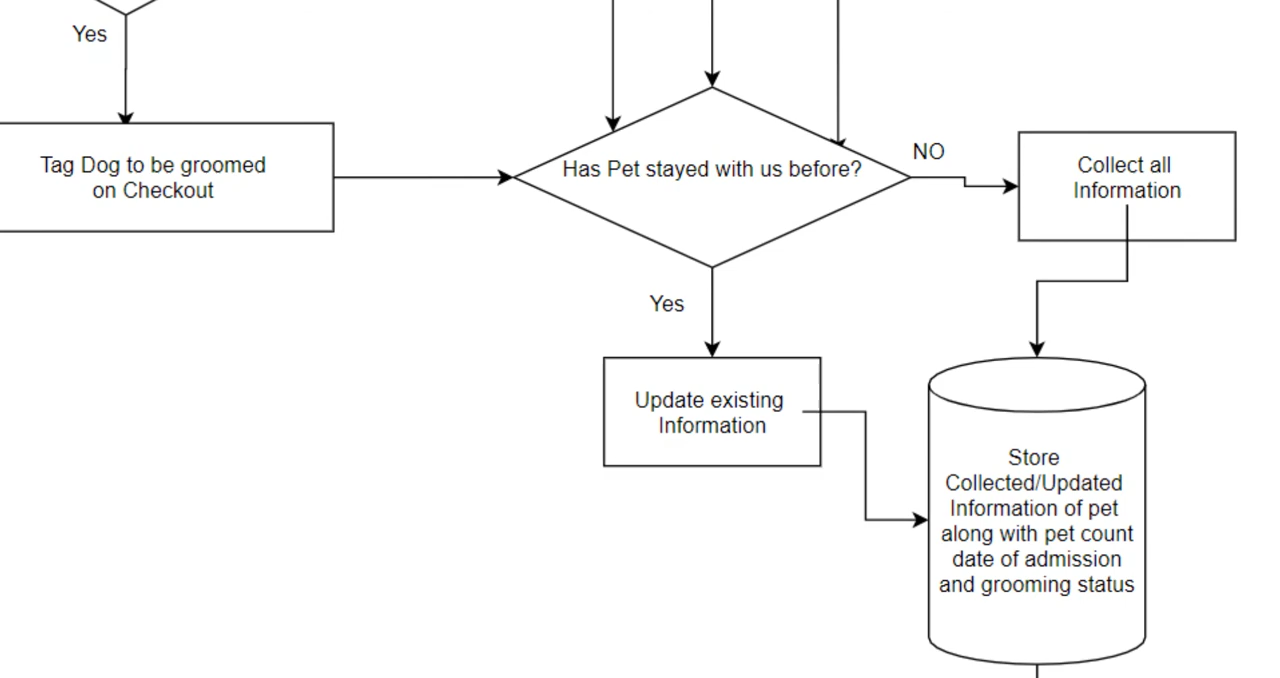 Yes
Tag Dog to be groomed
on Checkout
Has Pet stayed with us before?
NO
Collect all
Information
Yes
Update existing
Information
Store
Collected/Updated
Information of pet
along with pet count
date of admission
and grooming status